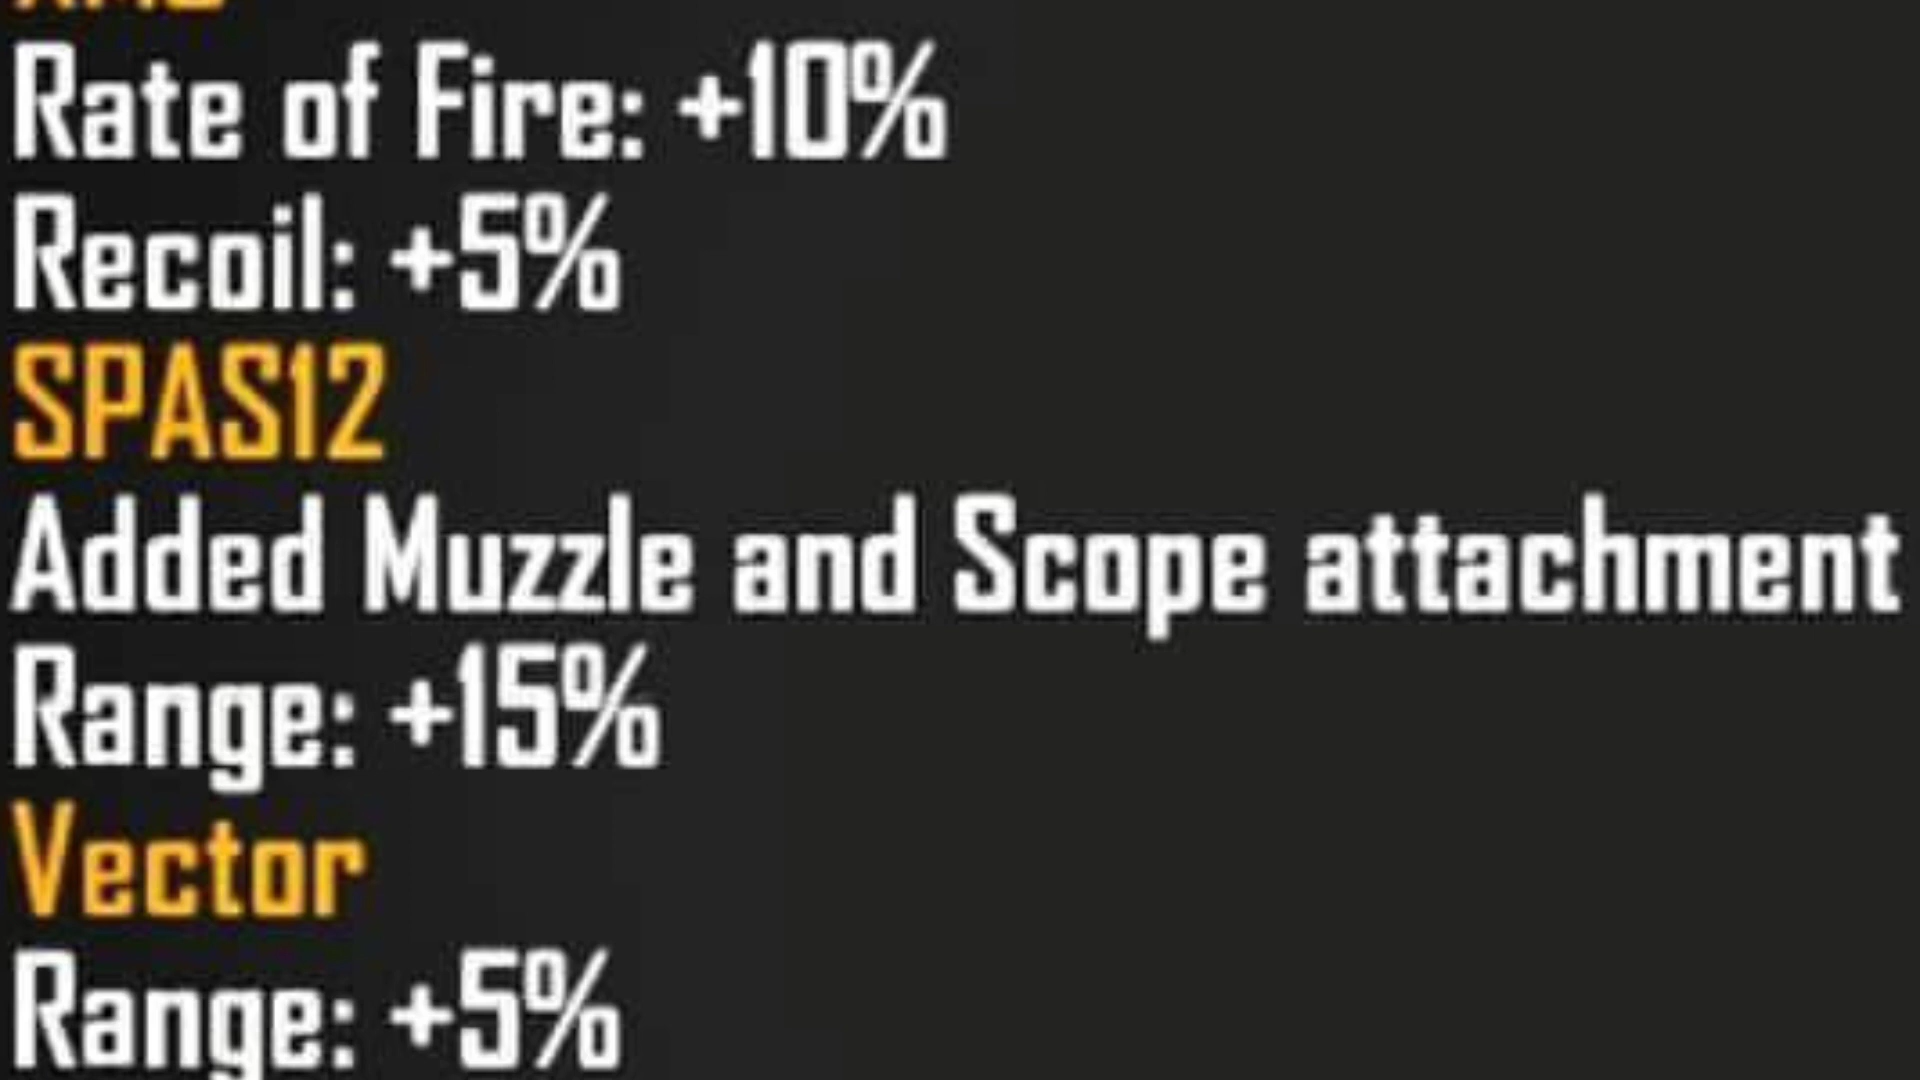 Rate of Fire: +10%
Recoil: +5%
SPAS12
Added Muzzle and Scope attachment
Range: +15%
Vector
Range: +5%